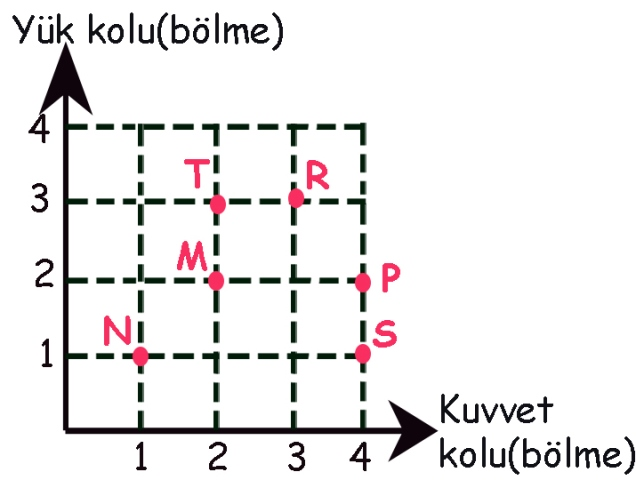 Yük kolu(bölme)
4
T R
3
M
2 P
N S
1
Kuvvet
kolu(bölme)
1 2 3 4